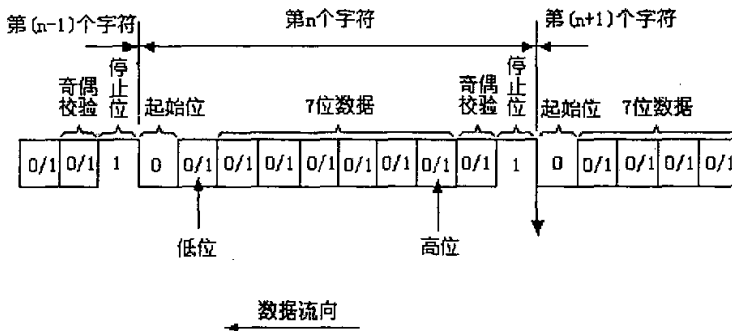 第(n-1)个字符 第n个字符 第(n+1)个字符
奇偶校验 停止位 起始位 7位数据 奇偶校验 停止位 起始位 7位数据
0/1 0/1 1 0 0/1 0/1 0/1 0/1 0/1 0/1 0/1 0/1 1 0 0/1 0/1 0/1 0/1
低位 高位
数据流向